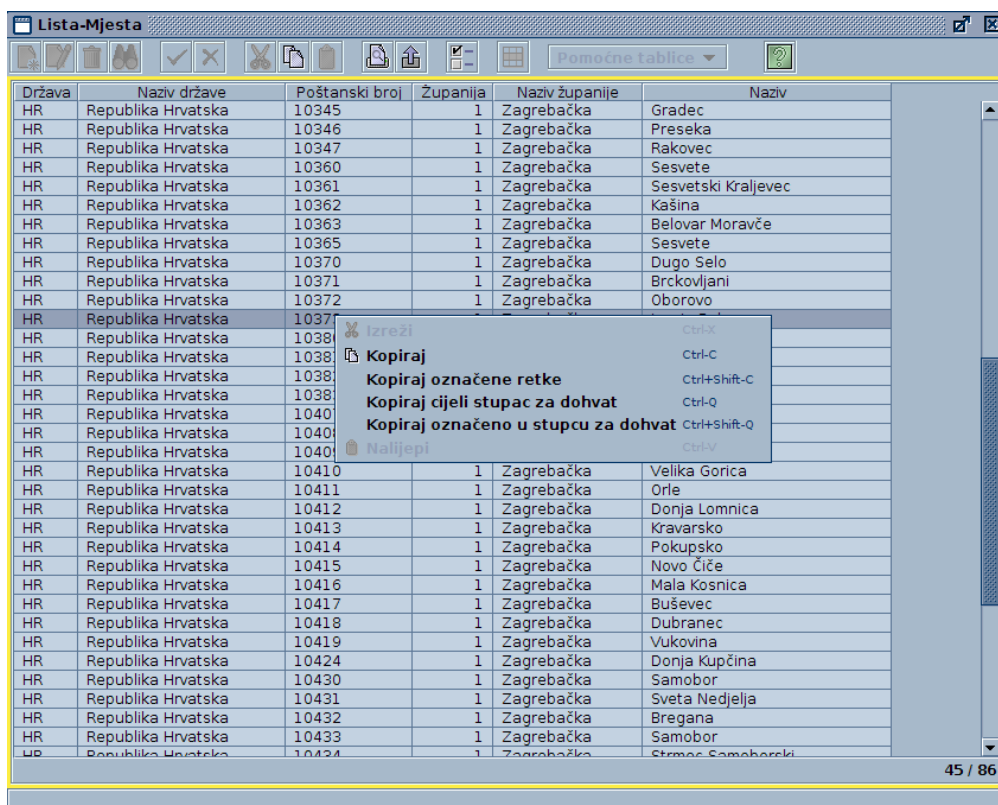 Lista-Mjesta
Pomoćne tablice
Država Naziv države Poštanski broj Županija Naziv županije Naziv
HR Republika Hrvatska 10345 1 Zagrebačka Gradec
HR Republika Hrvatska 10346 1 Zagrebačka Preseka
HR Republika Hrvatska 10347 1 Zagrebačka Rakovec
HR Republika Hrvatska 10360 1 Zagrebačka Sesvete
HR Republika Hrvatska 10361 1 Zagrebačka Sesvetski Kraljevec
HR Republika Hrvatska 10362 1 Zagrebačka Kašina
HR Republika Hrvatska 10363 1 Zagrebačka Belovar Moravče
HR Republika Hrvatska 10365 1 Zagrebačka Sesvete
HR Republika Hrvatska 10370 1 Zagrebačka Dugo Selo
HR Republika Hrvatska 10371 1 Zagrebačka Brckovljani
HR Republika Hrvatska 10372 1 Zagrebačka Oborovo
HR Republika Hrvatska
HR Republika Hrvatska
Izreži Ctrl-X
HR Republika Hrvatska
Kopiraj Ctrl-C
HR Republika Hrvatska
Kopiraj označene retke Ctrl+Shift-C
HR Republika Hrvatska
Kopiraj cijeli stupac za dohvat Ctrl-Q
HR Republika Hrvatska
Kopiraj označeno u stupcu za dohvat Ctrl+Shift-Q
HR Republika Hrvatska
HR Republika Hrvatska
Nalijepi Ctrl-V
HR Republika Hrvatska 10410 1 Zagrebačka Velika Gorica
HR Republika Hrvatska 10411 1 Zagrebačka Orle
HR Republika Hrvatska 10412 1 Zagrebačka Donja Lomnica
HR Republika Hrvatska 10413 1 Zagrebačka Kravarsko
HR Republika Hrvatska 10414 1 Zagrebačka Pokupsko
HR Republika Hrvatska 10415 1 Zagrebačka Novo Čiče
HR Republika Hrvatska 10416 1 Zagrebačka Mala Kosnica
HR Republika Hrvatska 10417 1 Zagrebačka Buševec
HR Republika Hrvatska 10418 1 Zagrebačka Dubranec
HR Republika Hrvatska 10419 1 Zagrebačka Vukovina
HR Republika Hrvatska 10424 1 Zagrebačka Donja Kupčina
HR Republika Hrvatska 10430 1 Zagrebačka Samobor
HR Republika Hrvatska 10431 1 Zagrebačka Sveta Nedjelja
HR Republika Hrvatska 10432 1 Zagrebačka Bregana
HR Republika Hrvatska 10433 1 Zagrebačka Samobor
HR Republika Hrvatska 10434 1 Zagrebačka Strmec Samoborski
45 / 86